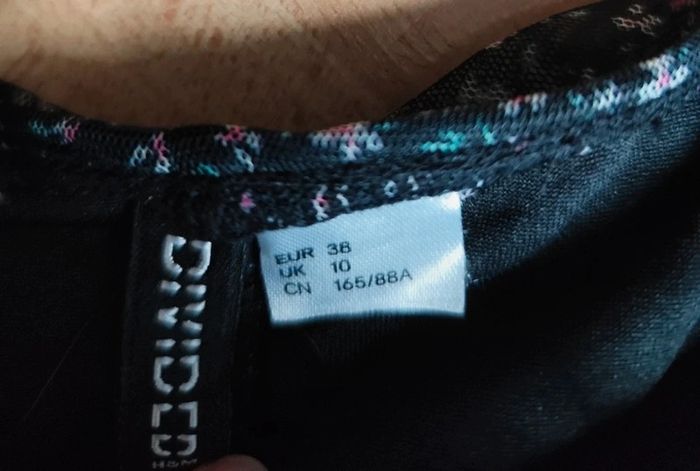 DIVIDED
EUR 38
UK 10
CN 165/88A